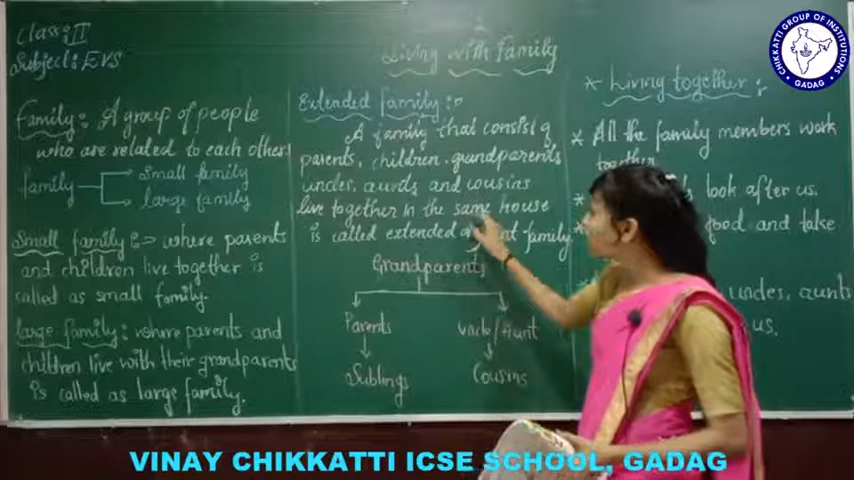 Class: II
Subject: EVS
Living with Family
Family: A group of people
who are related to each others
family
small family
large family
Small family: => where parents
and children live together is
called as small family.
large family: where parents and
children live with their grandparents
is called as large family.
Extended family:
A family that consist of
parents, children, grandparents
uncles, aunts and cousins
live together in the same house
is called extended family.
Grandparents
Parents
Uncle/Aunt
Sublings
Cousins
* Living together:
* All the family members work
together
look after us.
food and take
uncles, aunts
us.
CHIKKATTI GROUP OF INSTITUTIONS
GADAG
VINAY CHIKKATTI ICSE SCHOOL, GADAG